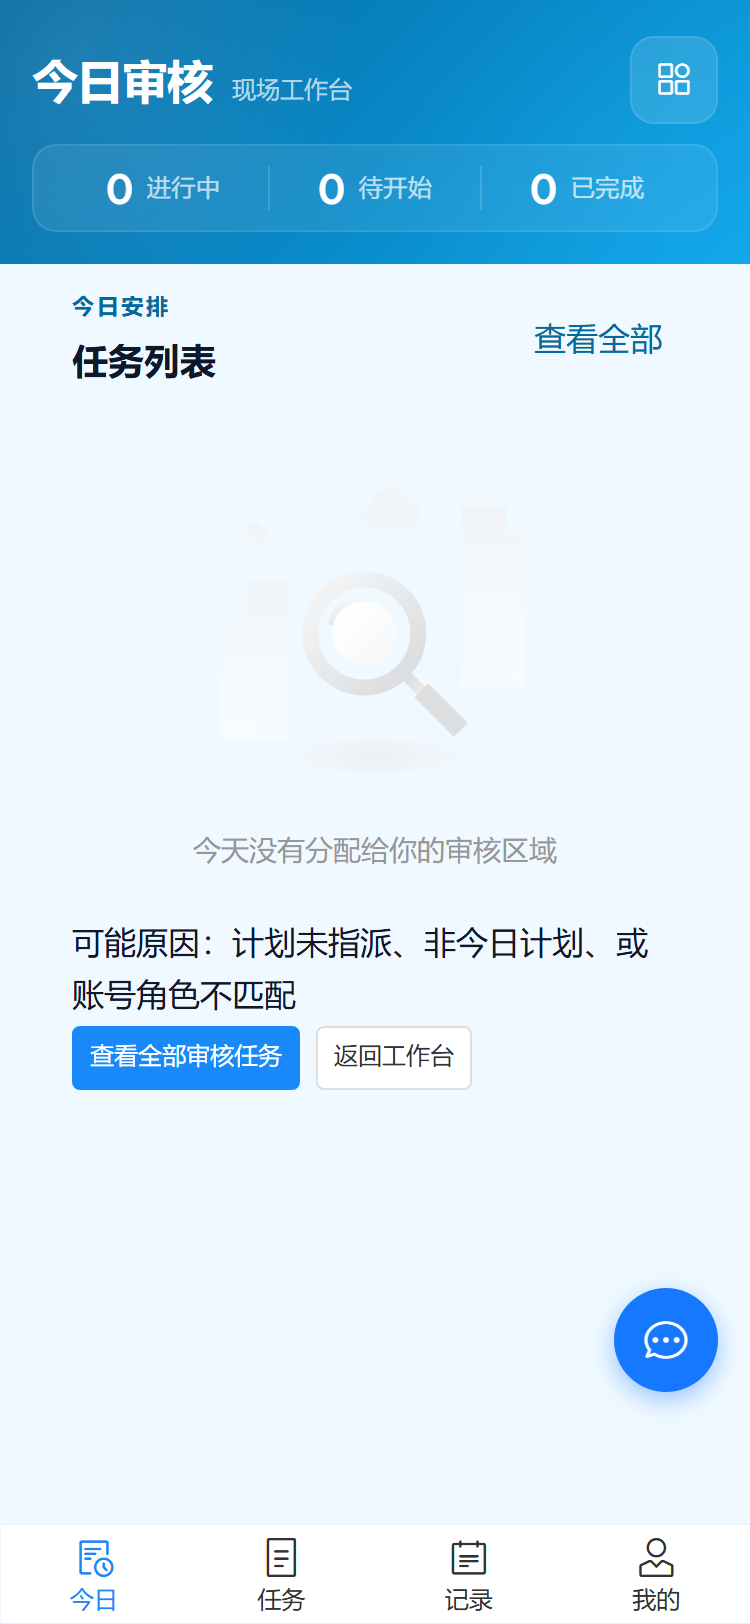 今日审核 现场工作台
0 进行中 0 待开始 0 已完成
今日安排
任务列表
查看全部
今天没有分配给你的审核区域
可能原因：计划未指派、非今日计划、或
账号角色不匹配
查看全部审核任务 返回工作台
今日 任务 记录 我的